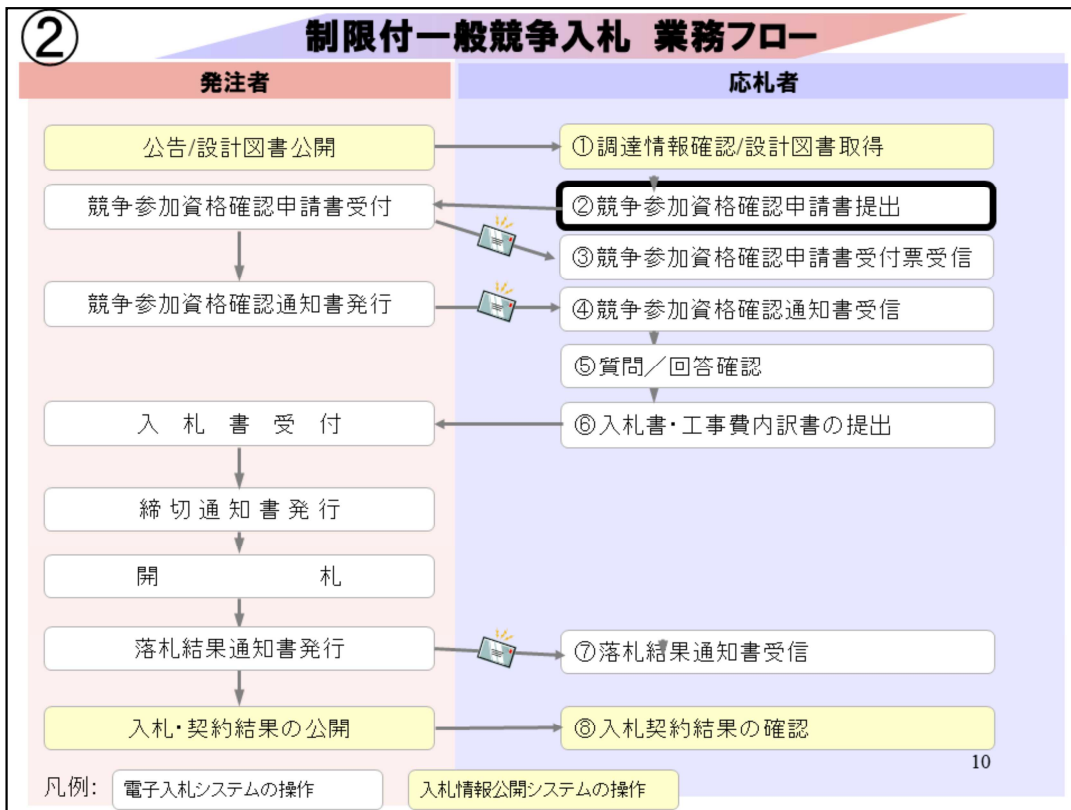 ②
制限付一般競争入札 業務フロー
発注者
応札者
公告/設計図書公開
①調達情報確認/設計図書取得
競争参加資格確認申請書受付
②競争参加資格確認申請書提出
③競争参加資格確認申請書受付票受信
競争参加資格確認通知書発行
④競争参加資格確認通知書受信
⑤質問／回答確認
入札書受付
⑥入札書・工事費内訳書の提出
締切通知書発行
開札
落札結果通知書発行
⑦落札結果通知書受信
入札・契約結果の公開
⑧入札契約結果の確認
10
凡例:
電子入札システムの操作
入札情報公開システムの操作